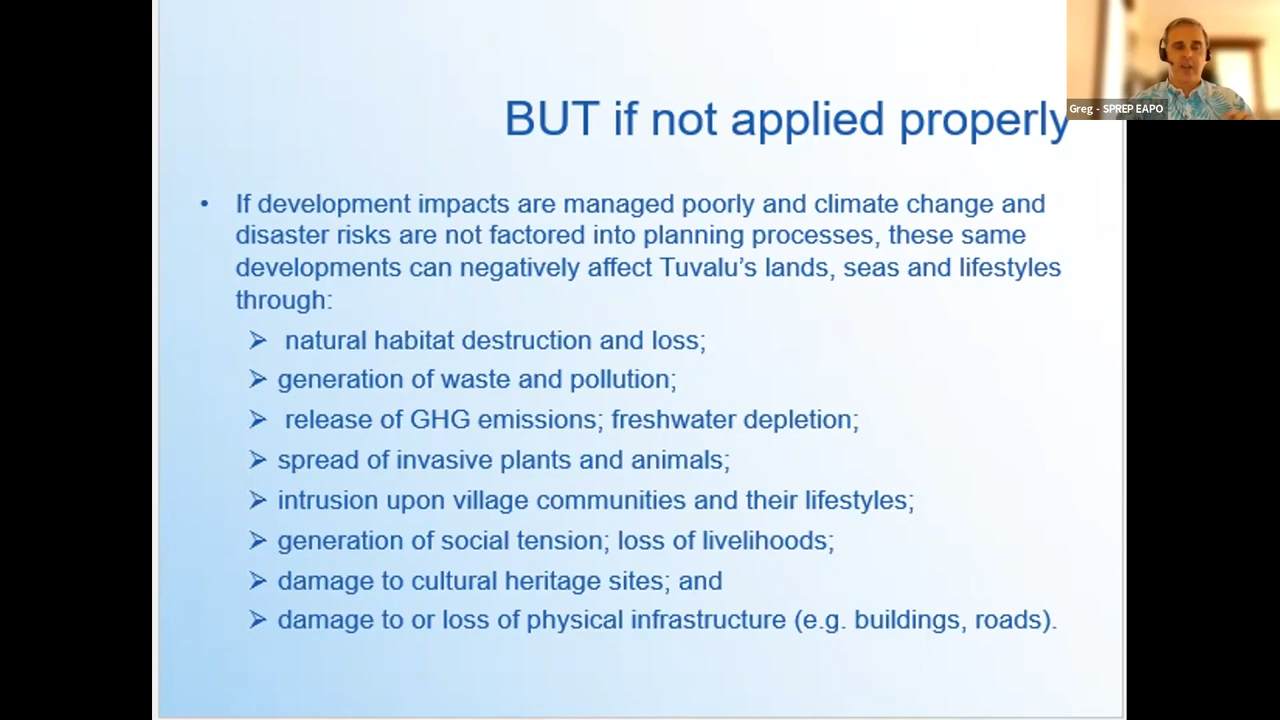 Greg - SPREP EAPO
BUT if not applied properly
• If development impacts are managed poorly and climate change and
disaster risks are not factored into planning processes, these same
developments can negatively affect Tuvalu’s lands, seas and lifestyles
through:
➢ natural habitat destruction and loss;
➢ generation of waste and pollution;
➢ release of GHG emissions; freshwater depletion;
➢ spread of invasive plants and animals;
➢ intrusion upon village communities and their lifestyles;
➢ generation of social tension; loss of livelihoods;
➢ damage to cultural heritage sites; and
➢ damage to or loss of physical infrastructure (e.g. buildings, roads).